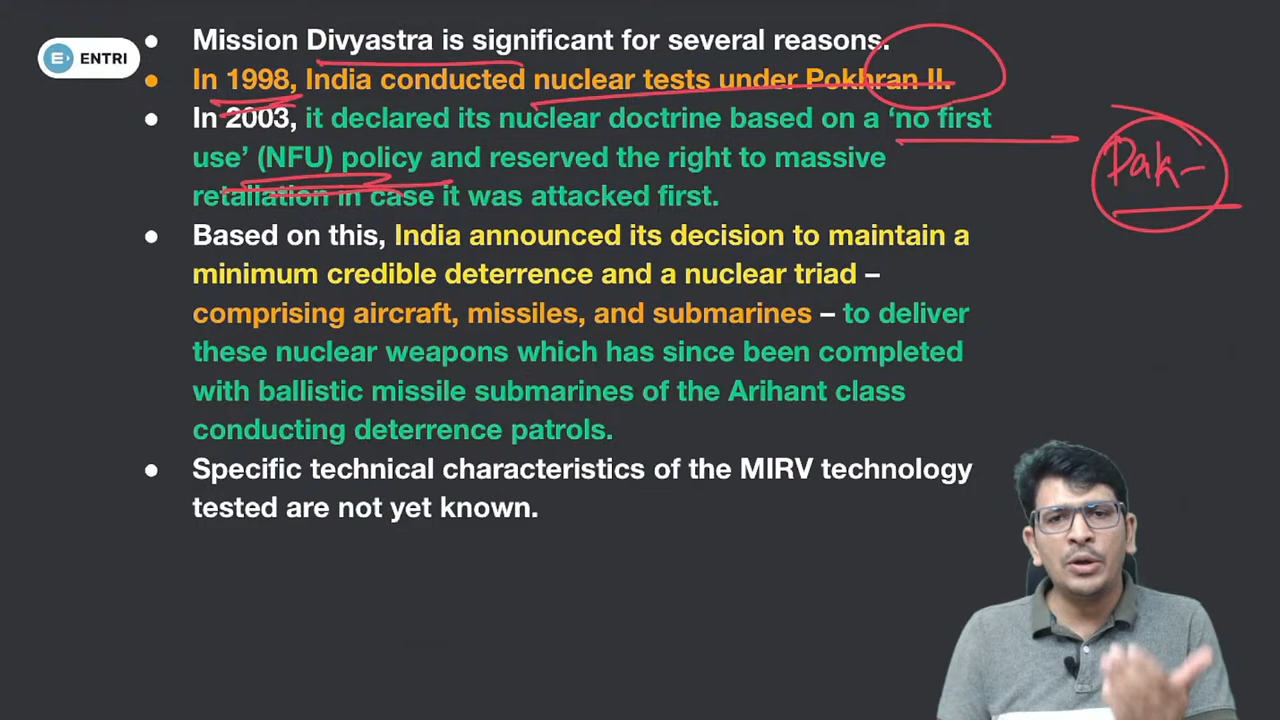 ENTRI
Mission Divyastra is significant for several reasons.
In 1998, India conducted nuclear tests under Pokhran II.
In 2003, it declared its nuclear doctrine based on a ‘no first
use’ (NFU) policy and reserved the right to massive
retaliation in case it was attacked first.
Pak-
Based on this, India announced its decision to maintain a
minimum credible deterrence and a nuclear triad –
comprising aircraft, missiles, and submarines – to deliver
these nuclear weapons which has since been completed
with ballistic missile submarines of the Arihant class
conducting deterrence patrols.
Specific technical characteristics of the MIRV technology
tested are not yet known.